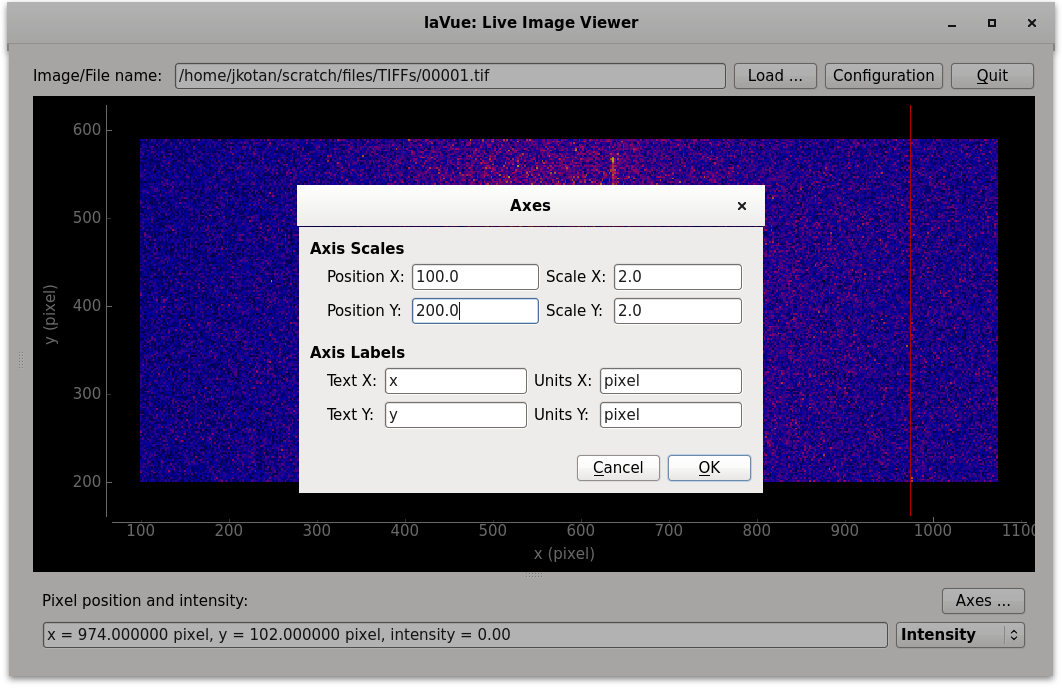 laVue: Live Image Viewer
Image/File name: /home/jkotan/scratch/files/TIFFs/00001.tif Load ... Configuration Quit
600
500
400
300
200
y (pixel)
Axes
Axis Scales
Position X: 100.0 Scale X: 2.0
Position Y: 200.0 Scale Y: 2.0
Axis Labels
Text X: x Units X: pixel
Text Y: y Units Y: pixel
Cancel OK
100 200 300 400 500 600 700 800 900 1000 1100
x (pixel)
Pixel position and intensity: Axes ...
x = 974.000000 pixel, y = 102.000000 pixel, intensity = 0.00 Intensity